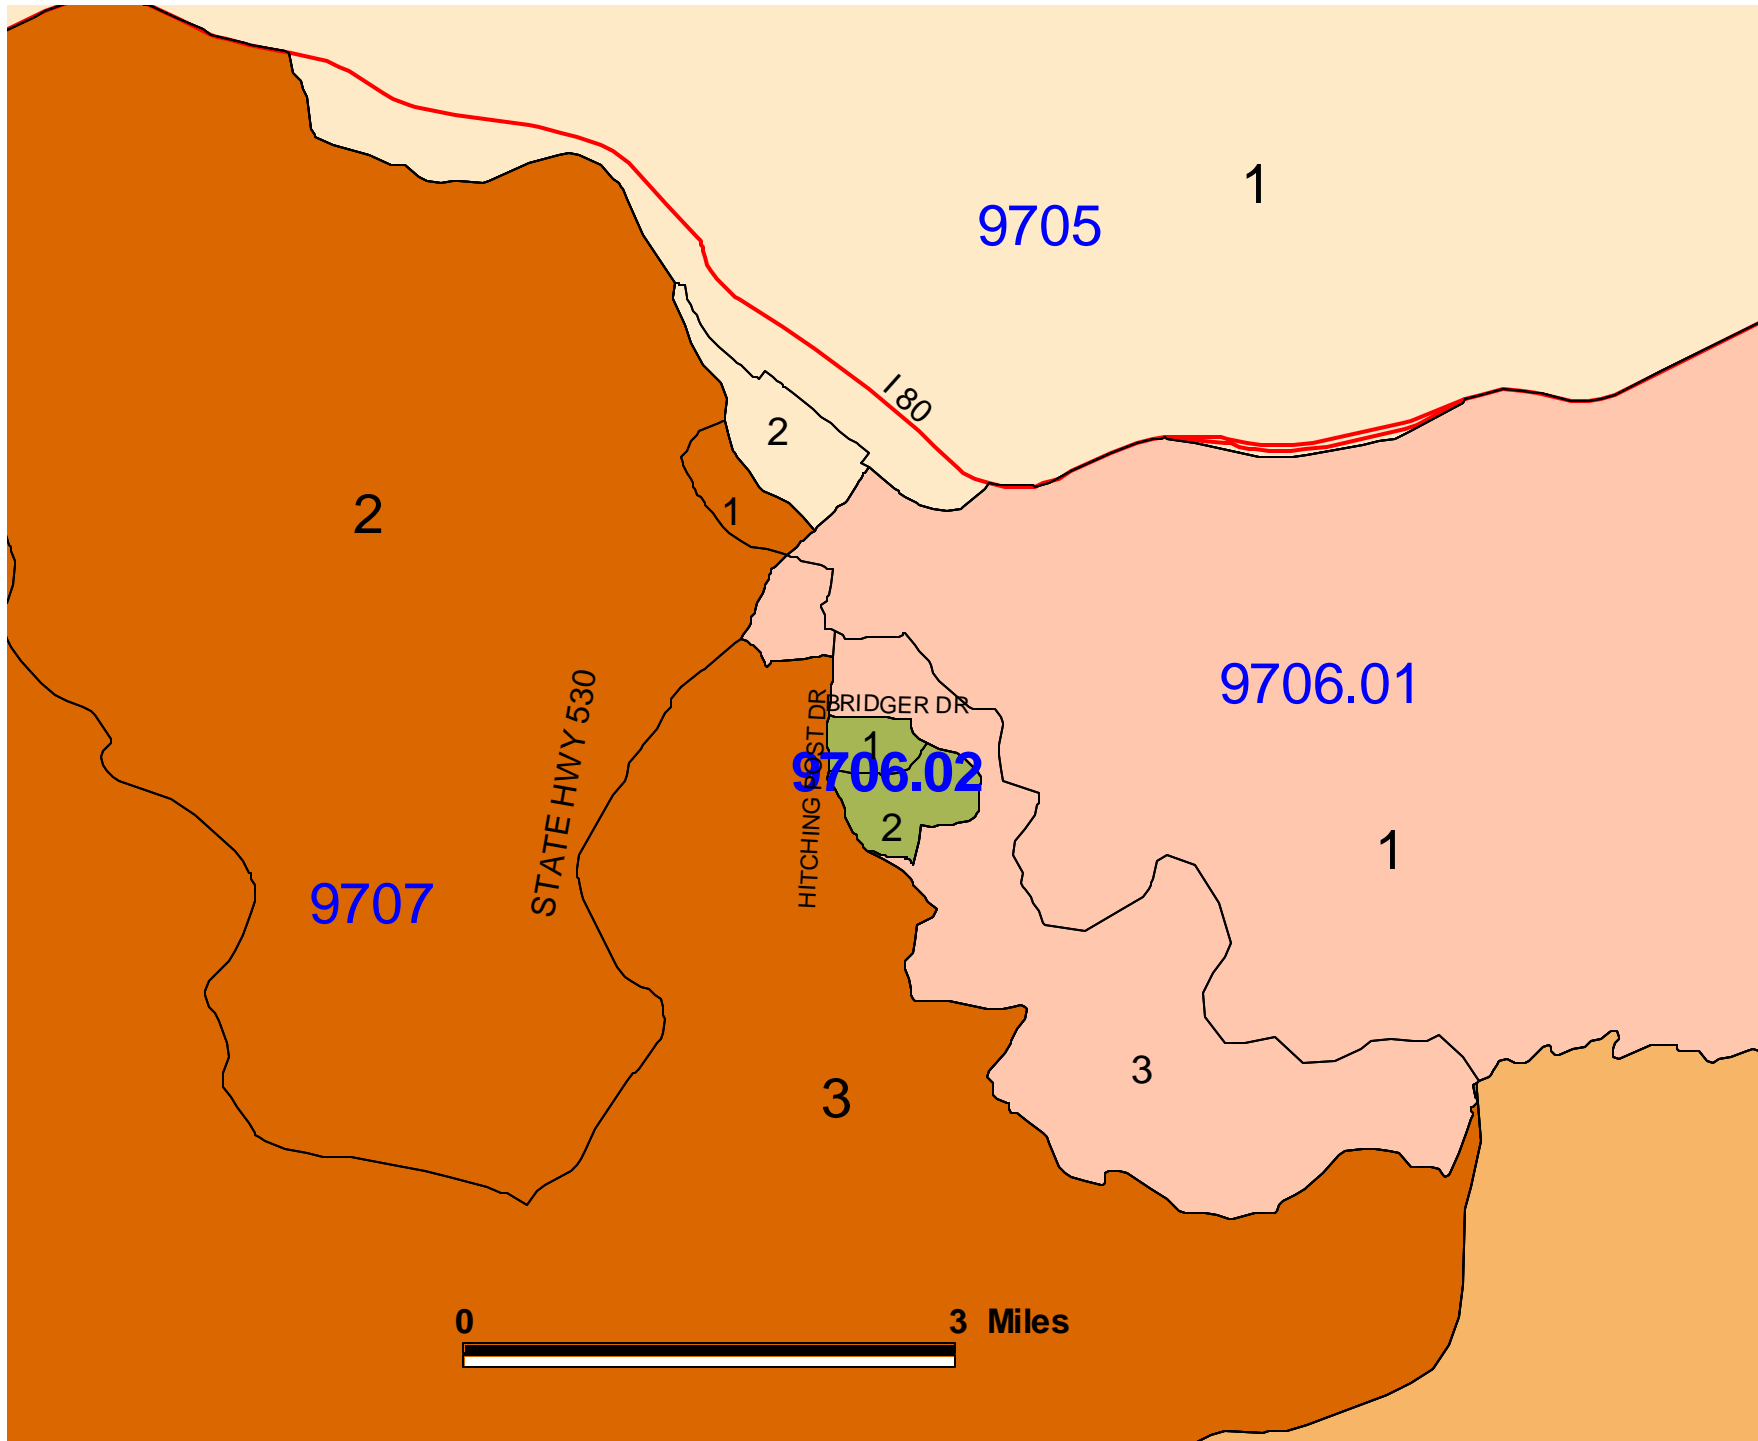 1
9705
I 80
2
2
1
9706.01
STATE HWY 530
HITCHING POST DR
BRIDGER DR
1
9706.02
2
1
9707
3
3
0 3 Miles